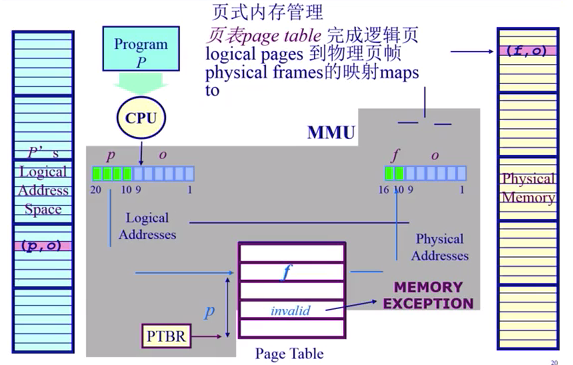 页式内存管理
页表page table 完成逻辑页
logical pages 到物理页帧
physical frames的映射maps
to
Program
P
CPU
MMU
(f,o)
p o
20 10 9 1
f o
16 10 9 1
P’s
Logical
Address
Space
(p,o)
Logical
Addresses
Physical
Addresses
Physical
Memory
f
p
invalid
MEMORY
EXCEPTION
PTBR
Page Table
20